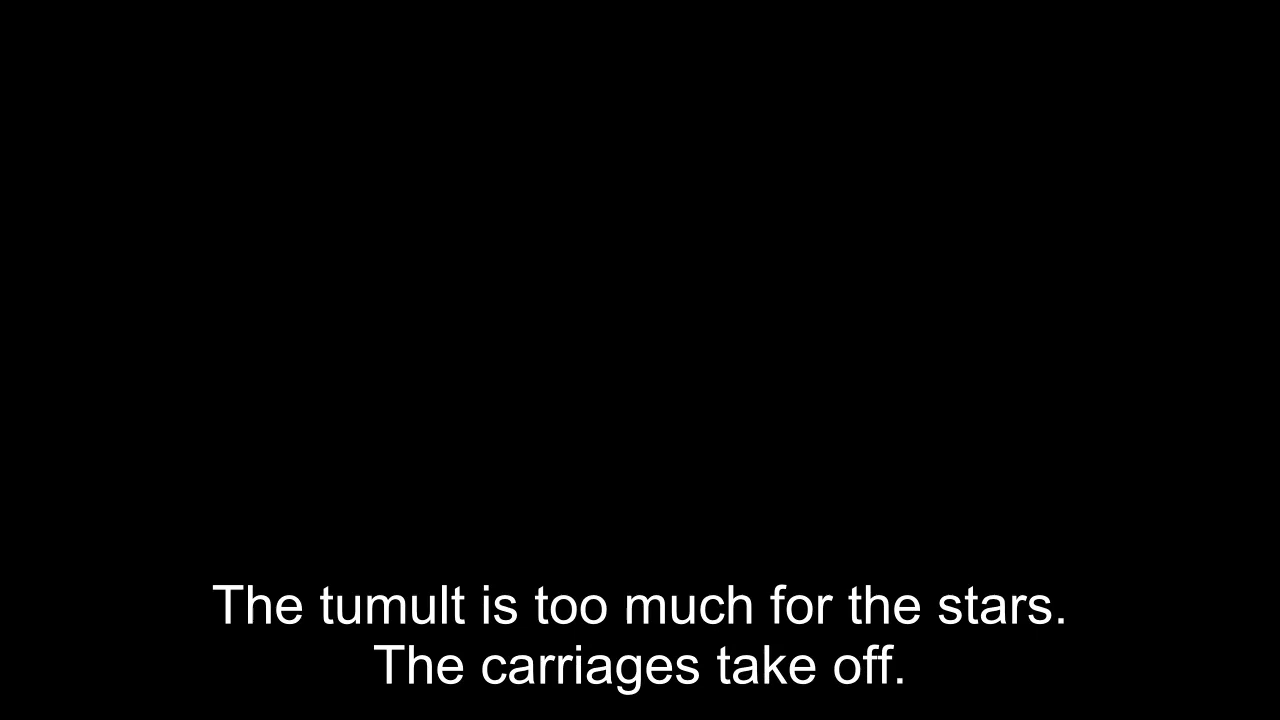 The tumult is too much for the stars.
The carriages take off.